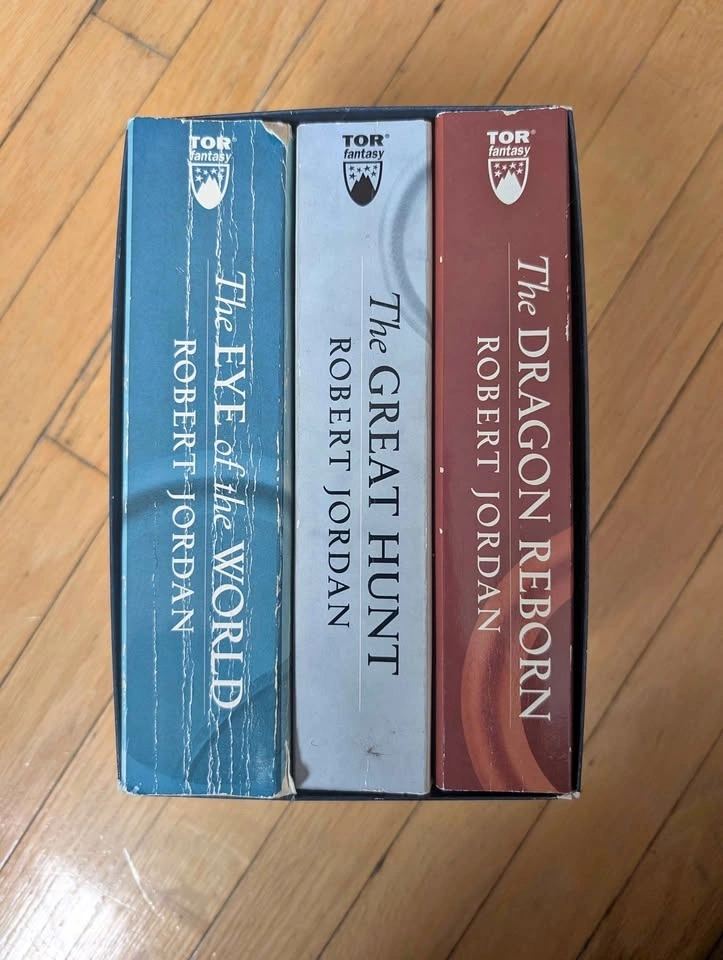 TOR®
fantasy
The EYE of the WORLD
ROBERT JORDAN
TOR®
fantasy
The GREAT HUNT
ROBERT JORDAN
TOR®
fantasy
The DRAGON REBORN
ROBERT JORDAN